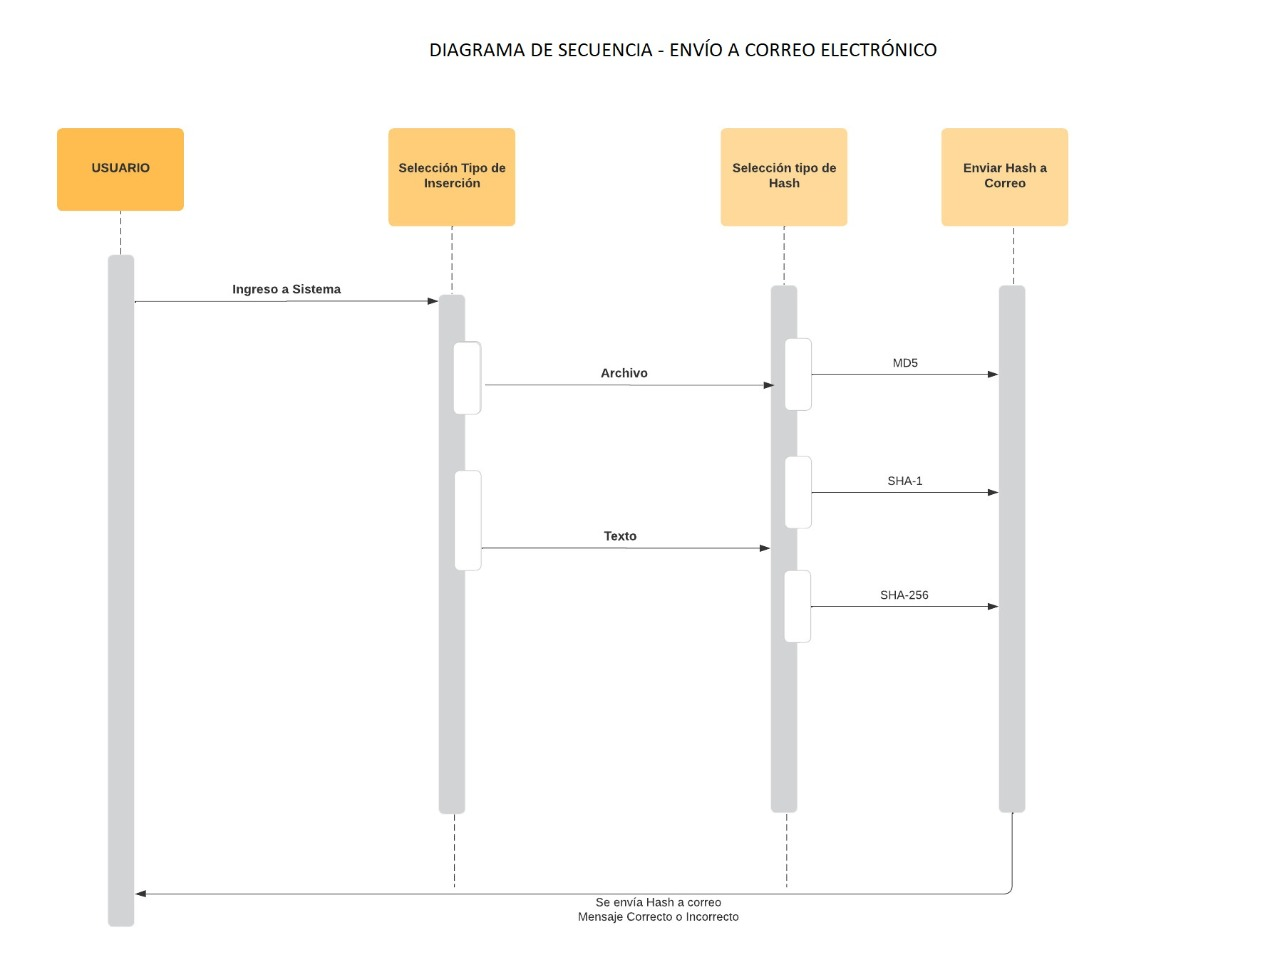 DIAGRAMA DE SECUENCIA - ENVÍO A CORREO ELECTRÓNICO
USUARIO
Selección Tipo de
Inserción
Selección tipo de
Hash
Enviar Hash a
Correo
Ingreso a Sistema
Archivo
MD5
SHA-1
Texto
SHA-256
Se envía Hash a correo
Mensaje Correcto o Incorrecto